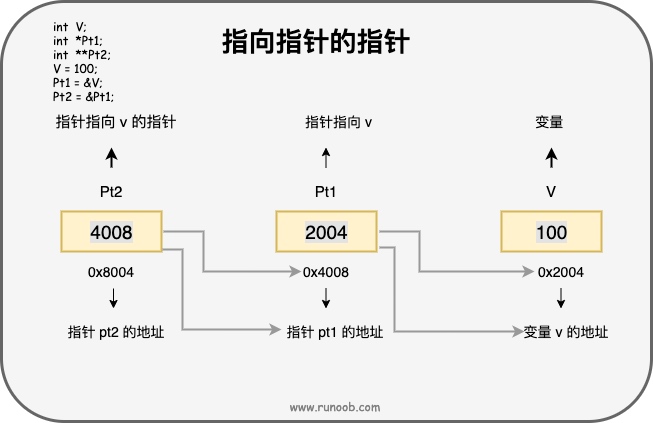 int  V;
int  *Pt1;
int  **Pt2;
V = 100;
Pt1 = &V;
Pt2 = &Pt1;
指向指针的指针
指针指向 v 的指针
指针指向 v
变量
Pt2
Pt1
V
4008
2004
100
0x8004
0x4008
0x2004
指针 pt2 的地址
指针 pt1 的地址
变量 v 的地址
www.runoob.com